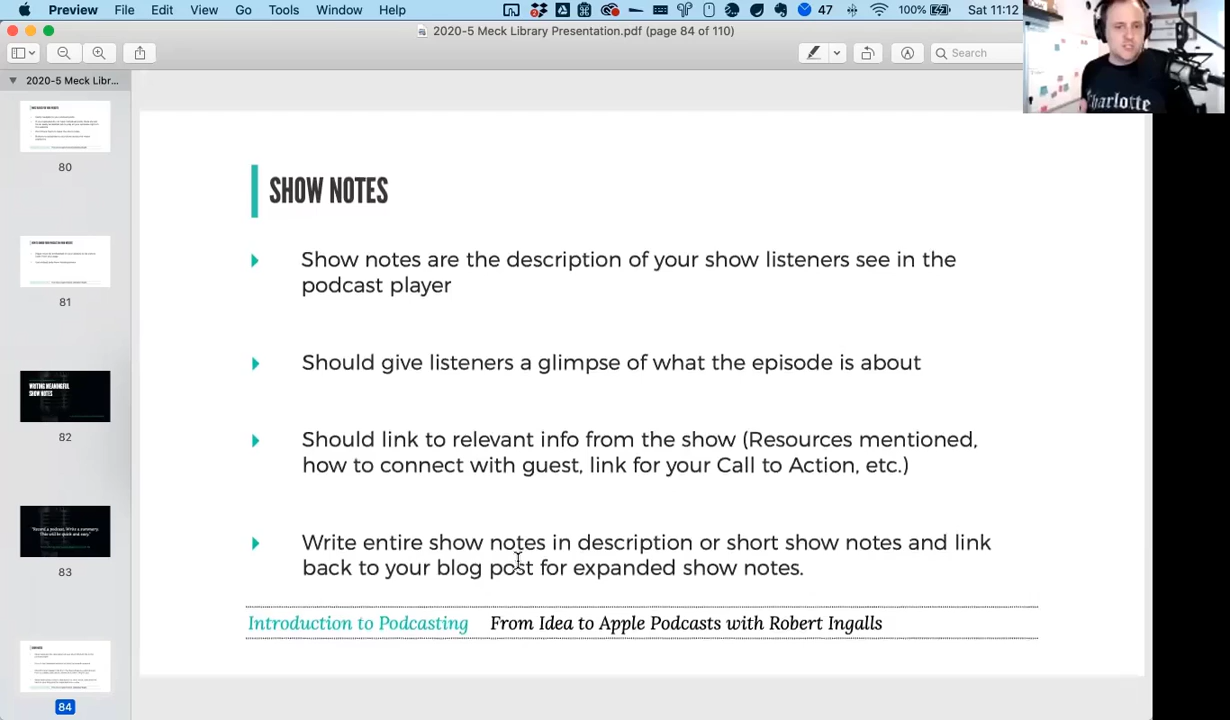 Preview File Edit View Go Tools Window Help 47 100% Sat 11:12
2020-5 Meck Library Presentation.pdf (page 84 of 110)
Search
2020-5 Meck Libr...
80
81
WRITING MEANINGFUL
SHOW NOTES
82
83
84
SHOW NOTES
Show notes are the description of your show listeners see in the
podcast player
Should give listeners a glimpse of what the episode is about
Should link to relevant info from the show (Resources mentioned,
how to connect with guest, link for your Call to Action, etc.)
Write entire show notes in description or short show notes and link
back to your blog post for expanded show notes.
Introduction to Podcasting From Idea to Apple Podcasts with Robert Ingalls
Charlotte